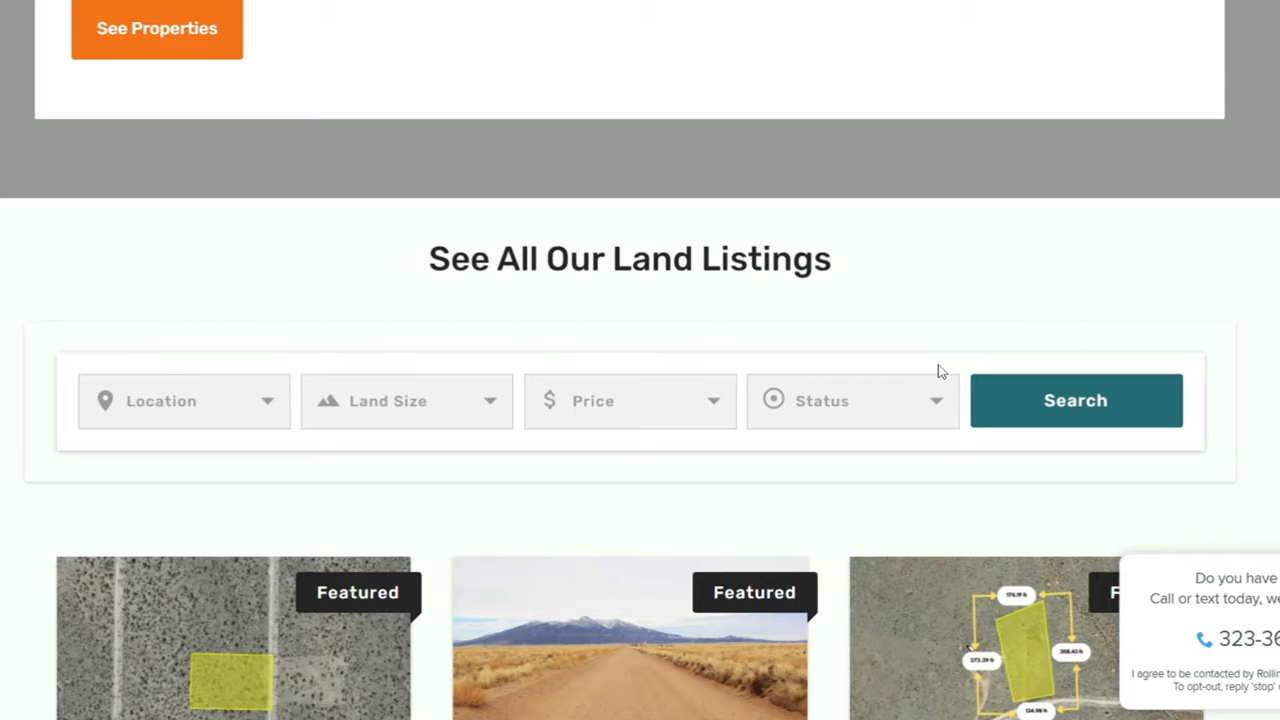 See Properties
See All Our Land Listings
Location
Land Size
Price
Status
Search
Featured
Featured
F
Do you have
Call or text today, we
323-36
I agree to be contacted by Rollin
To opt-out, reply 'stop'